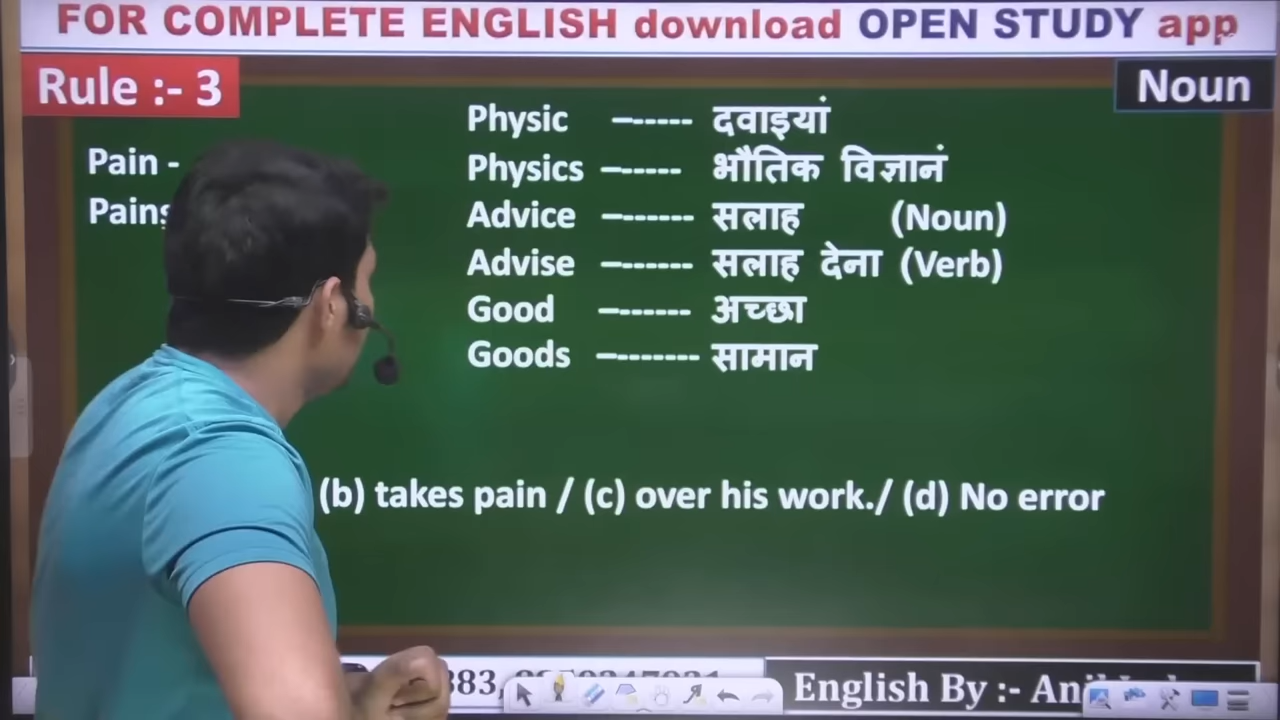 FOR COMPLETE ENGLISH download OPEN STUDY app
Rule :- 3
Noun
Pain -
Pains
Physic –----- दवाइयां
Physics –----- भौतिक विज्ञानं
Advice –------ सलाह (Noun)
Advise –------ सलाह देना (Verb)
Good –------ अच्छा
Goods –-------- सामान
(b) takes pain / (c) over his work./ (d) No error
English By :-